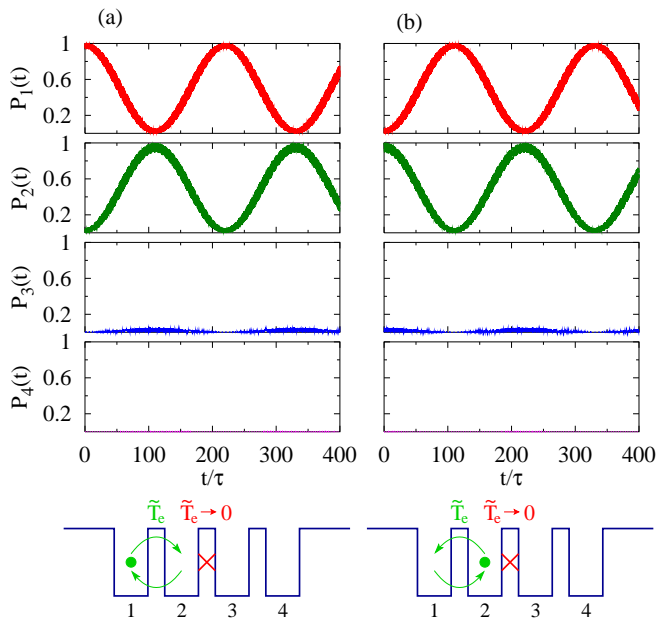 (a) (b)
P₁(t) 1 0.6 0.2
P₂(t) 1 0.6 0.2
P₃(t) 1 0.6 0.2
P₄(t) 1 0.6 0.2
0 100 200 300 400 0 100 200 300 400
t/τ t/τ
T̃ₑ T̃ₑ→0 T̃ₑ T̃ₑ→0
1 2 3 4 1 2 3 4